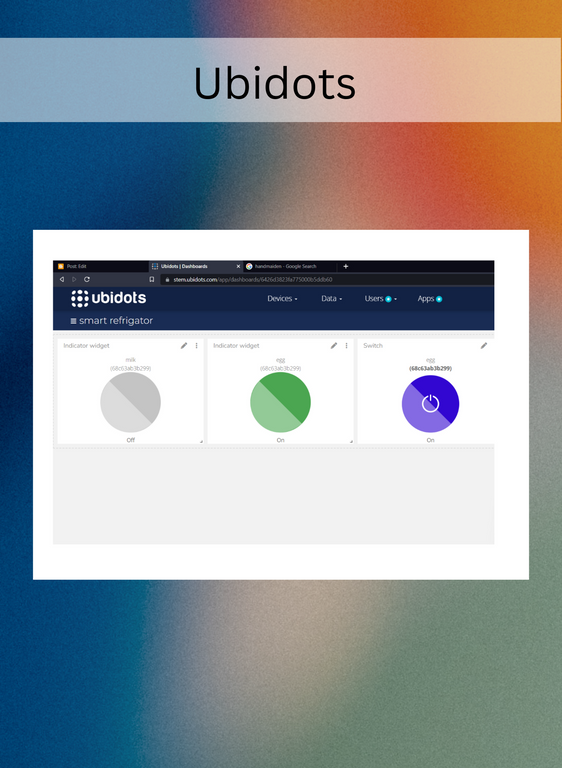 Ubidots
Post: Edit
Ubidots | Dashboards
handmaiden - Google Search
stem.ubidots.com/app/dashboards/
ubidots
Devices
Data
Users
Apps
smart refrigator
Indicator widget
Indicator widget
Switch
milk
egg
egg
(68c63ab3b299)
(68c63ab3b299)
(68c63ab3b299)
Off
On
On